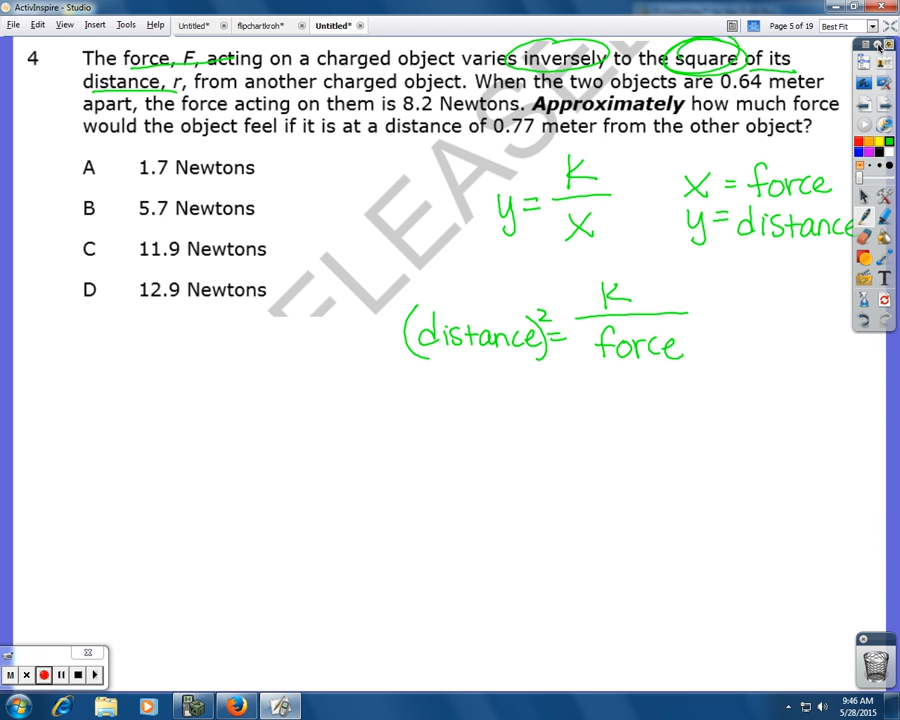 ActivInspire - Studio
File Edit View Insert Tools Help
Untitled* flipchartkroh* Untitled*
Page 5 of 19 Best Fit
4 The force, F, acting on a charged object varies inversely to the square of its
distance, r, from another charged object. When the two objects are 0.64 meter
apart, the force acting on them is 8.2 Newtons. Approximately how much force
would the object feel if it is at a distance of 0.77 meter from the other object?
A 1.7 Newtons
B 5.7 Newtons
C 11.9 Newtons
D 12.9 Newtons
y = K / x
x = force
y = distance
(distance)² = K / force
RELEASED
M
T
9:46 AM
5/28/2015